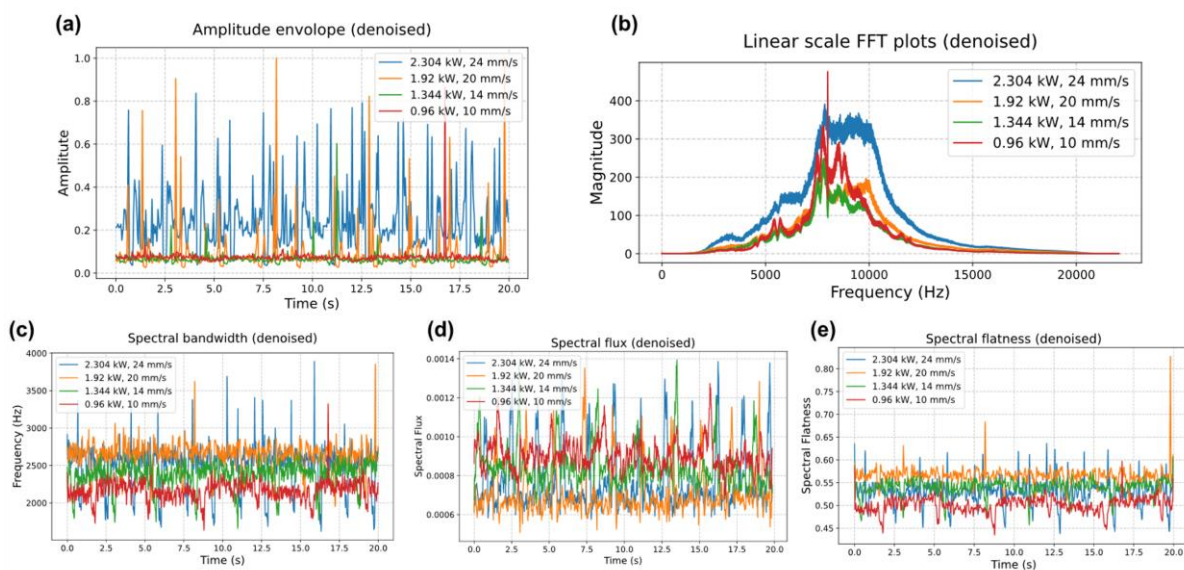 (a)
Amplitude envolope (denoised)
1.0
0.8
0.6
0.4
0.2
0.0
Amplitute
2.304 kW, 24 mm/s
1.92 kW, 20 mm/s
1.344 kW, 14 mm/s
0.96 kW, 10 mm/s
0.0 2.5 5.0 7.5 10.0 12.5 15.0 17.5 20.0
Time (s)
(b)
Linear scale FFT plots (denoised)
400
300
200
100
0
Magnitude
2.304 kW, 24 mm/s
1.92 kW, 20 mm/s
1.344 kW, 14 mm/s
0.96 kW, 10 mm/s
0 5000 10000 15000 20000
Frequency (Hz)
(c)
Spectral bandwidth (denoised)
4000
3500
3000
2500
2000
Frequency (Hz)
2.304 kW, 24 mm/s
1.92 kW, 20 mm/s
1.344 kW, 14 mm/s
0.96 kW, 10 mm/s
0.0 2.5 5.0 7.5 10.0 12.5 15.0 17.5 20.0
Time (s)
(d)
Spectral flux (denoised)
0.0014
0.0012
0.0010
0.0008
0.0006
Spectral Flux
2.304 kW, 24 mm/s
1.92 kW, 20 mm/s
1.344 kW, 14 mm/s
0.96 kW, 10 mm/s
0.0 2.5 5.0 7.5 10.0 12.5 15.0 17.5 20.0
Time (s)
(e)
Spectral flatness (denoised)
0.80
0.75
0.70
0.65
0.60
0.55
0.50
0.45
Spectral Flatness
2.304 kW, 24 mm/s
1.92 kW, 20 mm/s
1.344 kW, 14 mm/s
0.96 kW, 10 mm/s
0.0 2.5 5.0 7.5 10.0 12.5 15.0 17.5 20.0
Time (s)